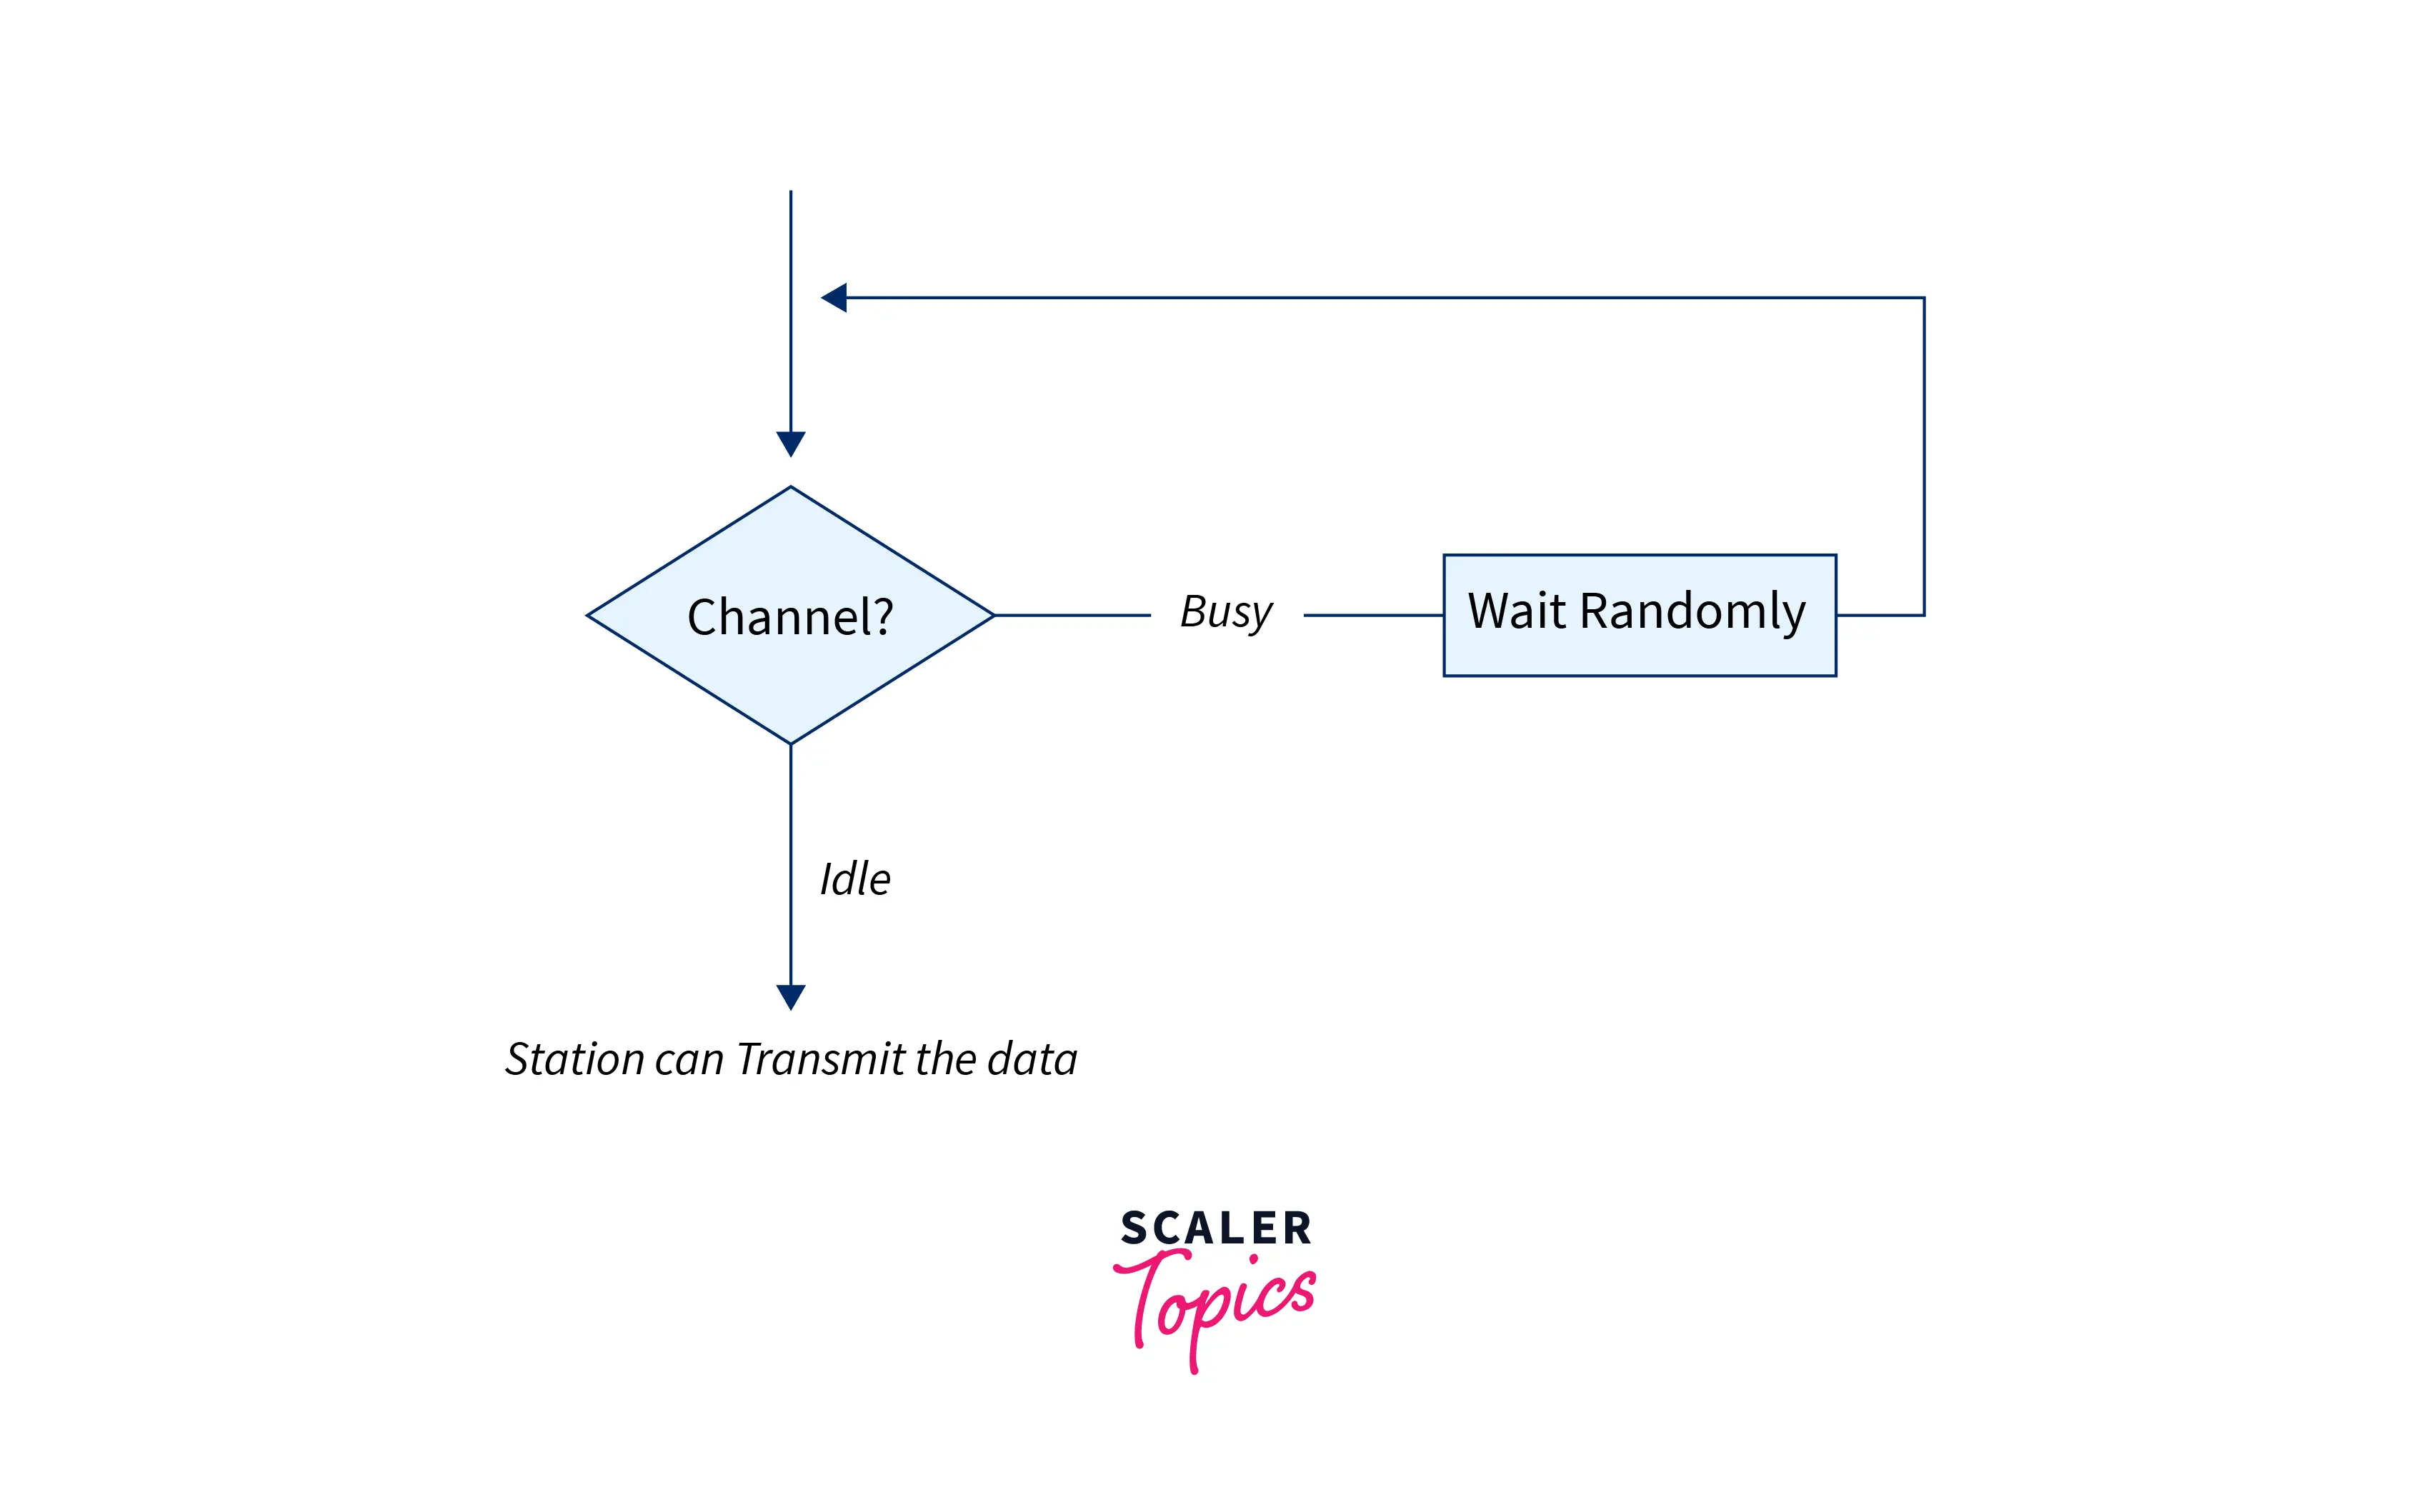 Channel?
Busy
Wait Randomly
Idle
Station can Transmit the data
SCALER
Topics